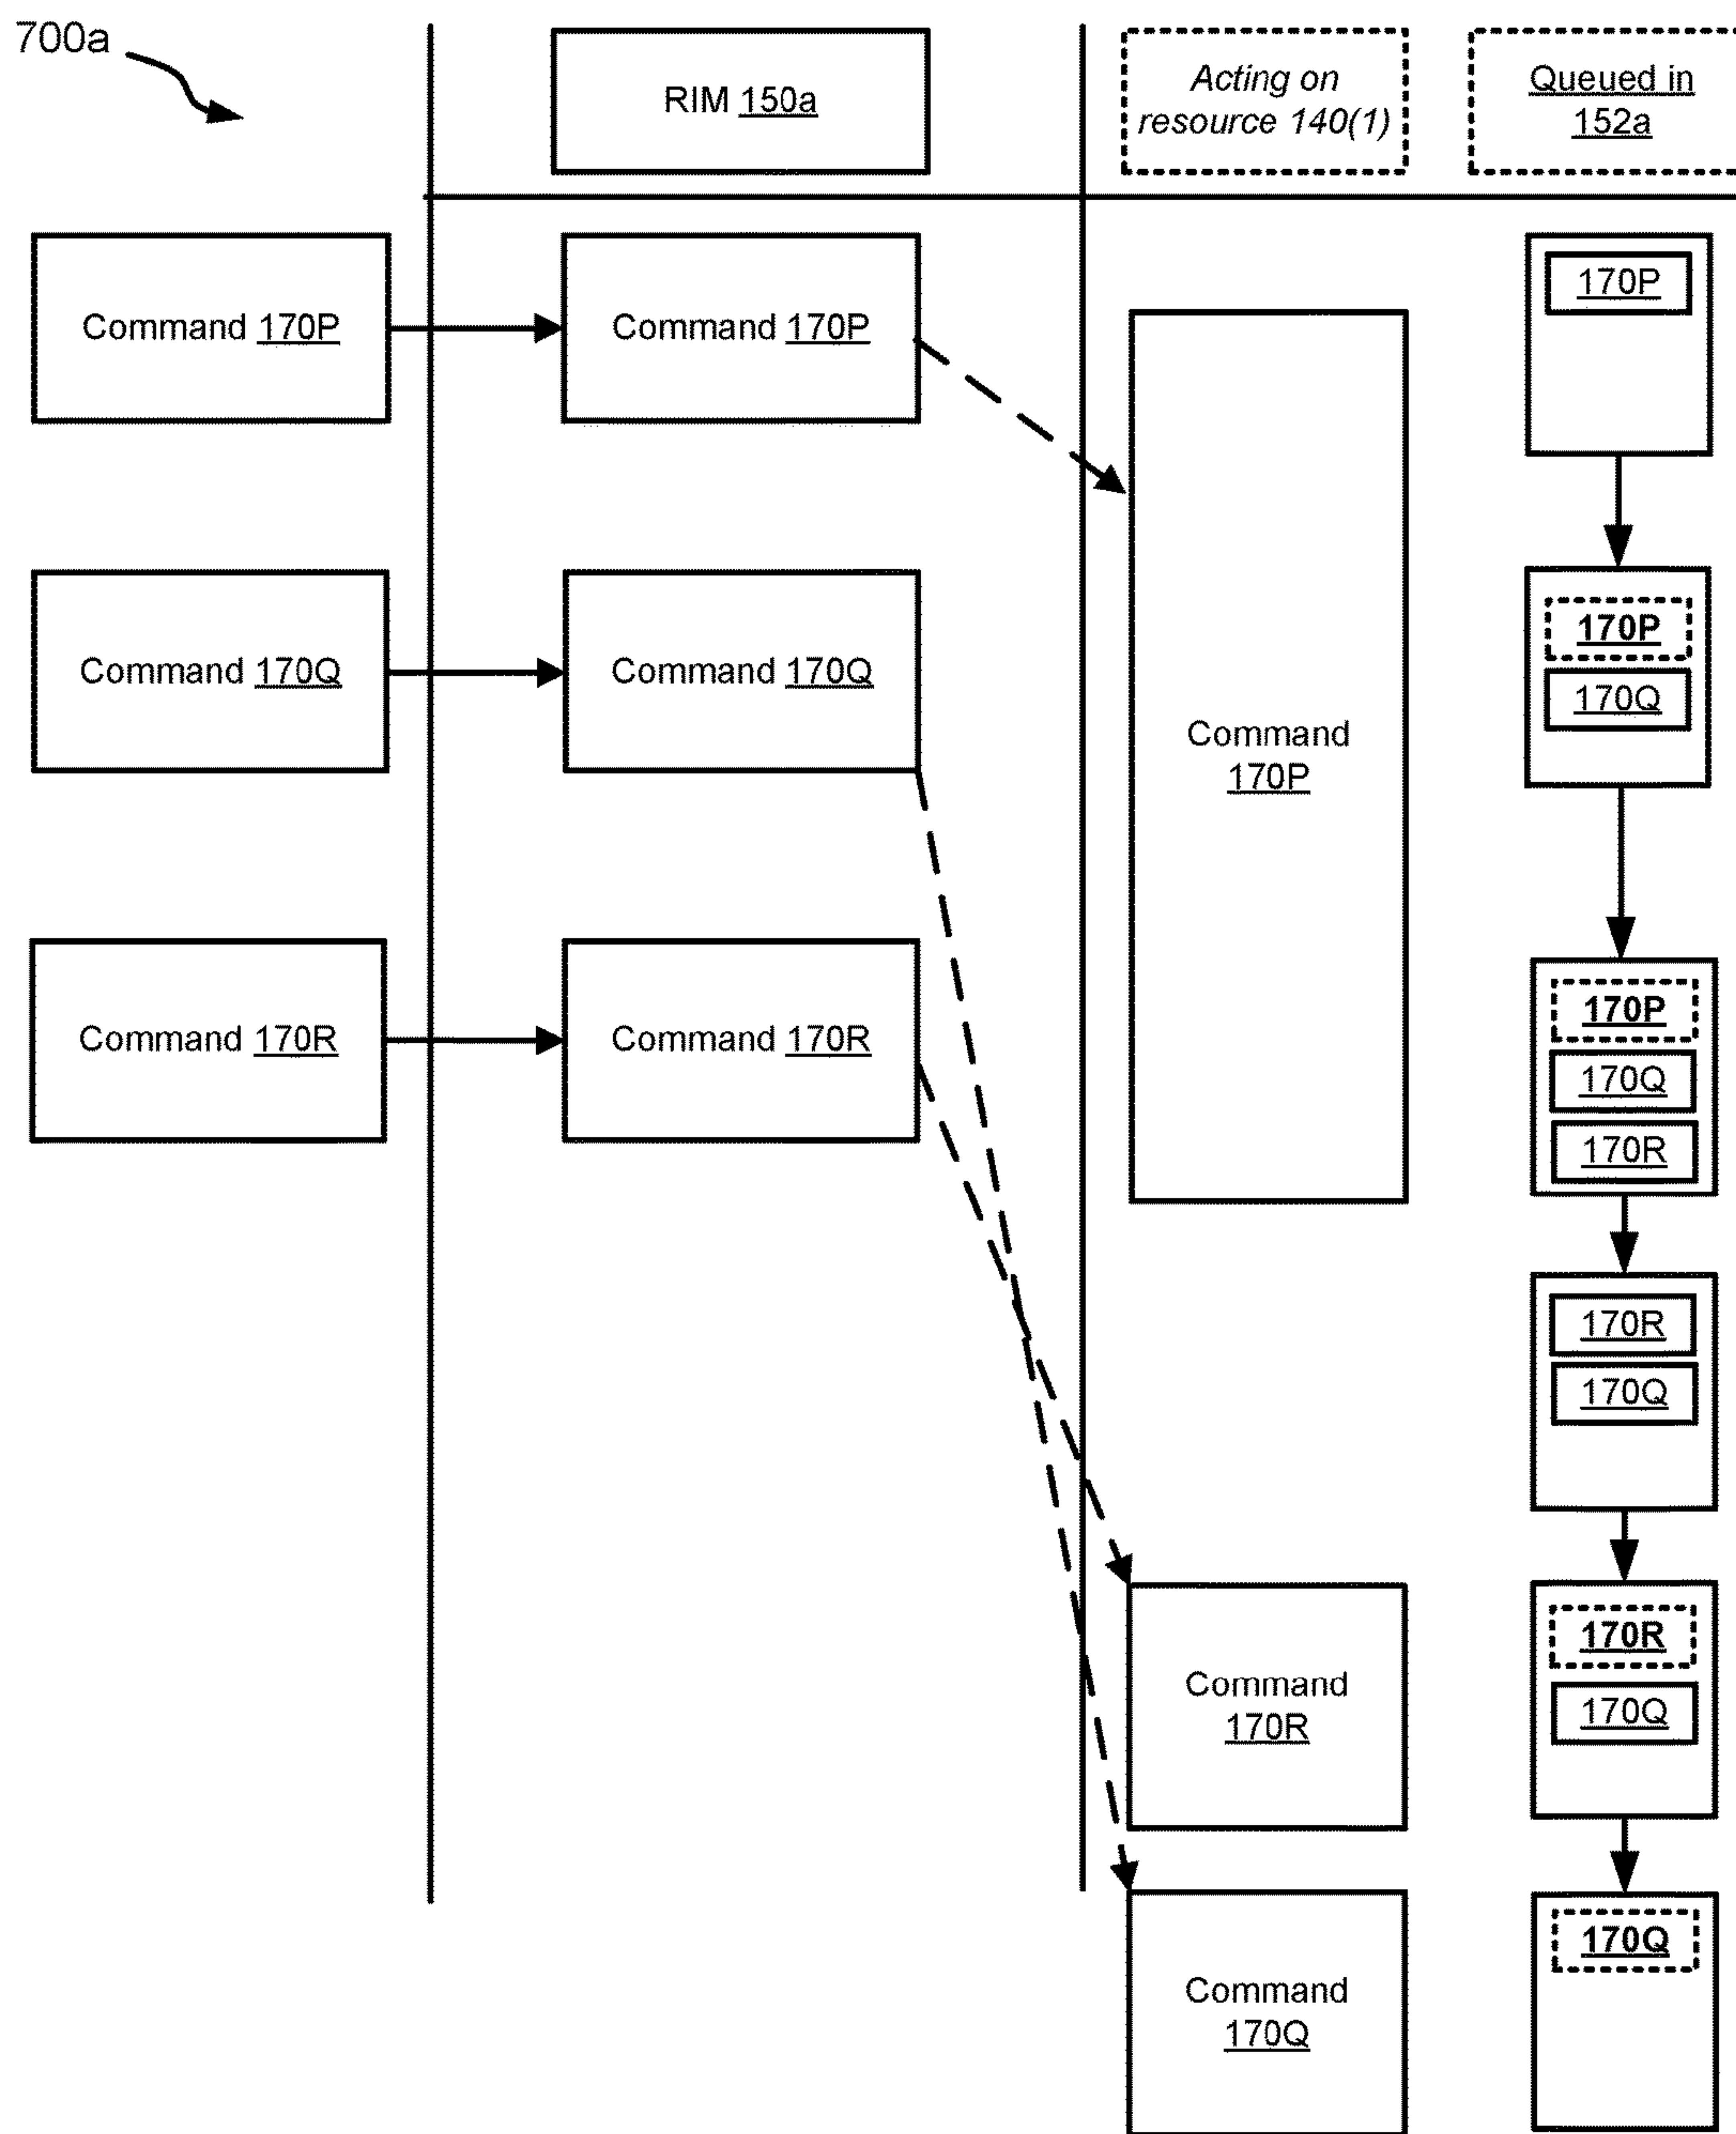 700a
RIM 150a
Acting on
resource 140(1)
Queued in
152a
Command 170P
Command 170P
170P
Command 170Q
Command 170Q
Command
170P
170P
170Q
Command 170R
Command 170R
170P
170Q
170R
170R
170Q
Command
170R
170R
170Q
Command
170Q
170Q